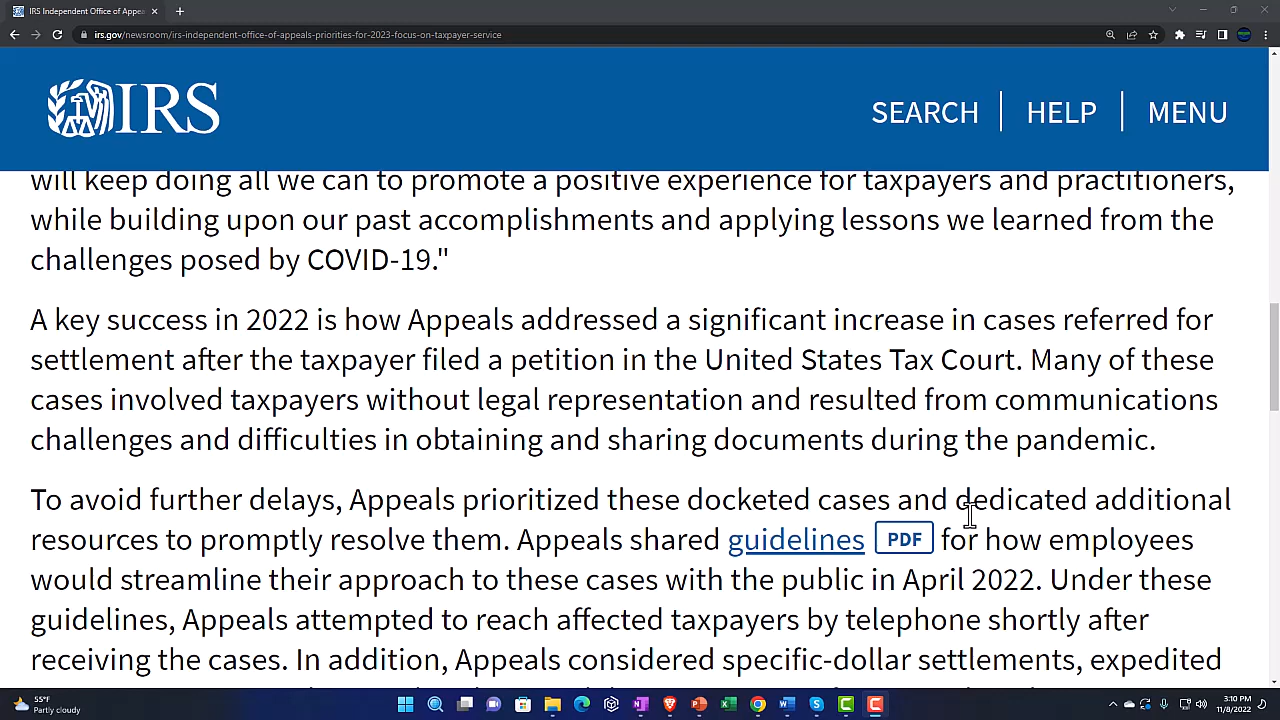 IRS Independent Office of Appea
irs.gov/newsroom/irs-independent-office-of-appeals-priorities-for-2023-focus-on-taxpayer-service
IRS
SEARCH HELP MENU
will keep doing all we can to promote a positive experience for taxpayers and practitioners,
while building upon our past accomplishments and applying lessons we learned from the
challenges posed by COVID-19."
A key success in 2022 is how Appeals addressed a significant increase in cases referred for
settlement after the taxpayer filed a petition in the United States Tax Court. Many of these
cases involved taxpayers without legal representation and resulted from communications
challenges and difficulties in obtaining and sharing documents during the pandemic.
To avoid further delays, Appeals prioritized these docketed cases and dedicated additional
resources to promptly resolve them. Appeals shared guidelines PDF for how employees
would streamline their approach to these cases with the public in April 2022. Under these
guidelines, Appeals attempted to reach affected taxpayers by telephone shortly after
receiving the cases. In addition, Appeals considered specific-dollar settlements, expedited
55°F
Partly cloudy
3:10 PM
11/8/2022